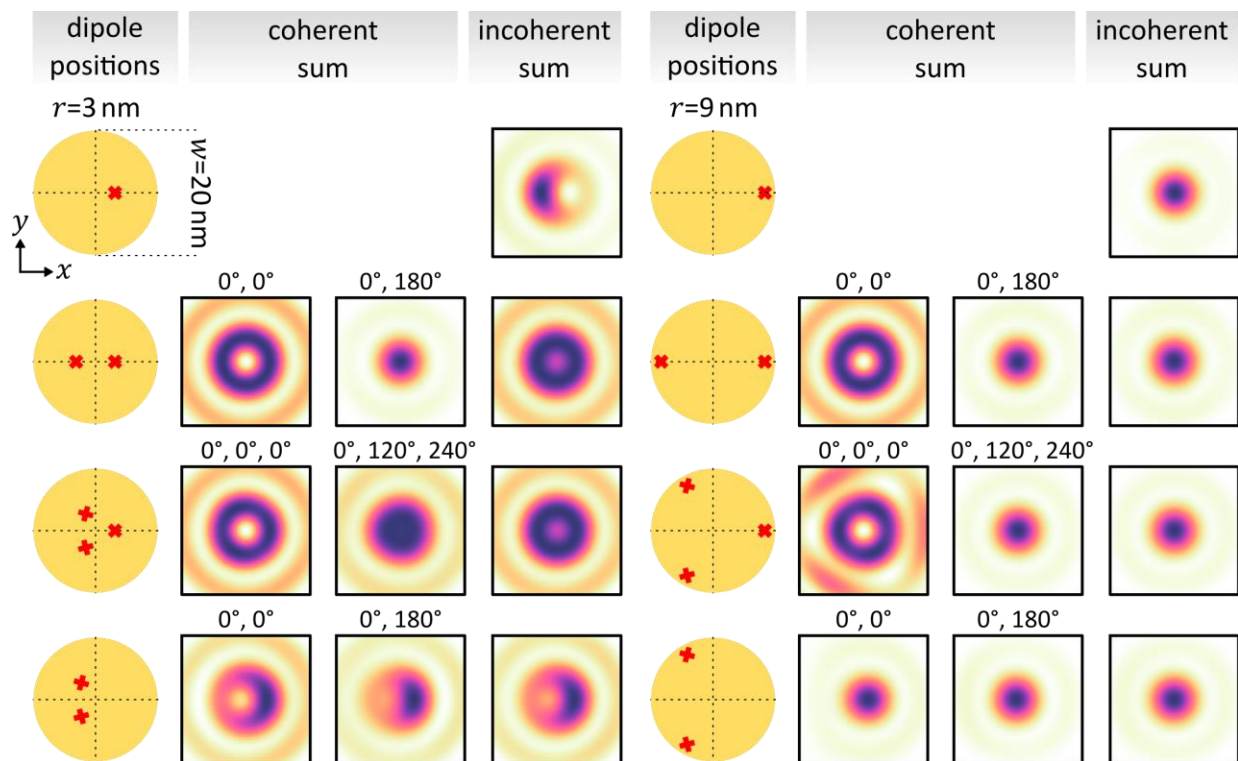 dipole positions
coherent sum
incoherent sum
dipole positions
coherent sum
incoherent sum
r=3 nm
r=9 nm
w=20 nm
y
x
0°, 0°
0°, 180°
0°, 0°
0°, 180°
0°, 0°, 0°
0°, 120°, 240°
0°, 0°, 0°
0°, 120°, 240°
0°, 0°
0°, 180°
0°, 0°
0°, 180°